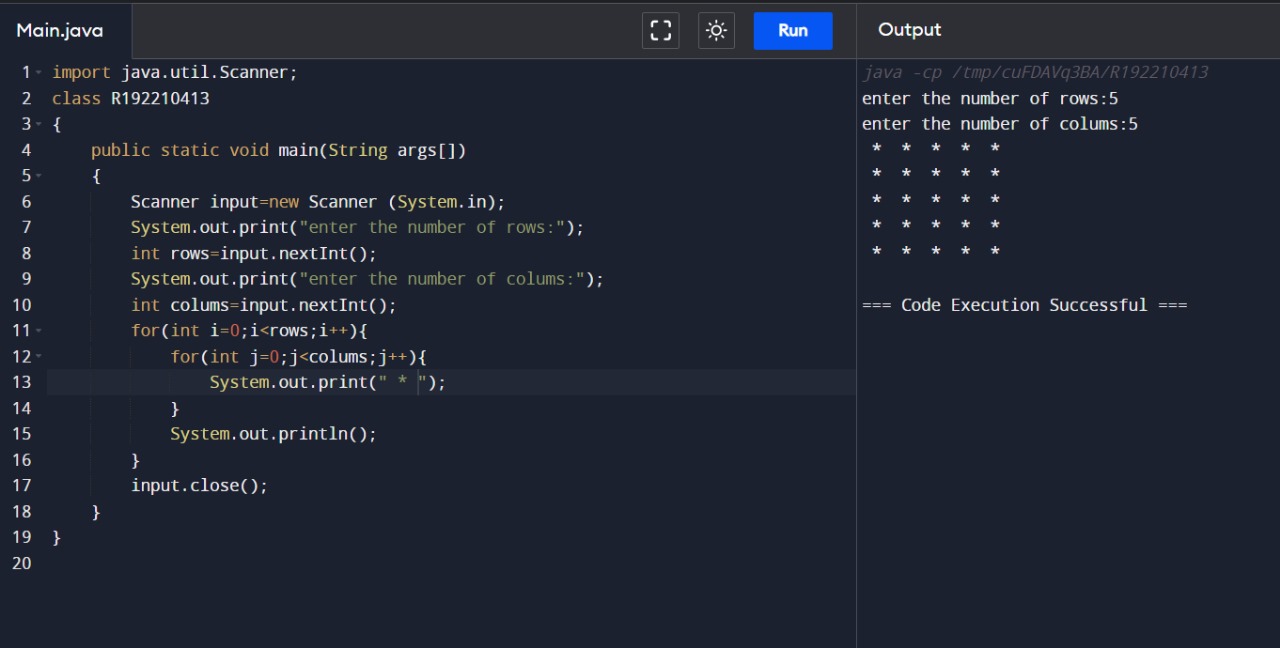 Main.java
Run
Output
1 import java.util.Scanner;
2 class R192210413
3 {
4     public static void main(String args[])
5     {
6         Scanner input=new Scanner (System.in);
7         System.out.print("enter the number of rows:");
8         int rows=input.nextInt();
9         System.out.print("enter the number of colums:");
10         int colums=input.nextInt();
11         for(int i=0;i<rows;i++){
12             for(int j=0;j<colums;j++){
13                 System.out.print(" * ");
14             }
15             System.out.println();
16         }
17         input.close();
18     }
19 }
20
java -cp /tmp/cuFDAVq3BA/R192210413
enter the number of rows:5
enter the number of colums:5
 *  *  *  *  *
 *  *  *  *  *
 *  *  *  *  *
 *  *  *  *  *
 *  *  *  *  *
=== Code Execution Successful ===